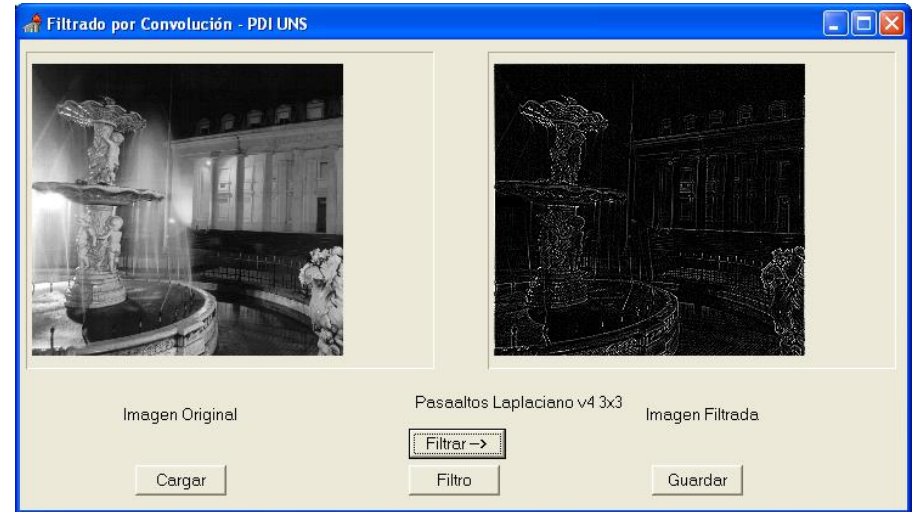 Filtrado por Convolución - PDI UNS
Pasaaltos Laplaciano v4 3x3
Imagen Original
Imagen Filtrada
Filtrar -->
Cargar
Filtro
Guardar